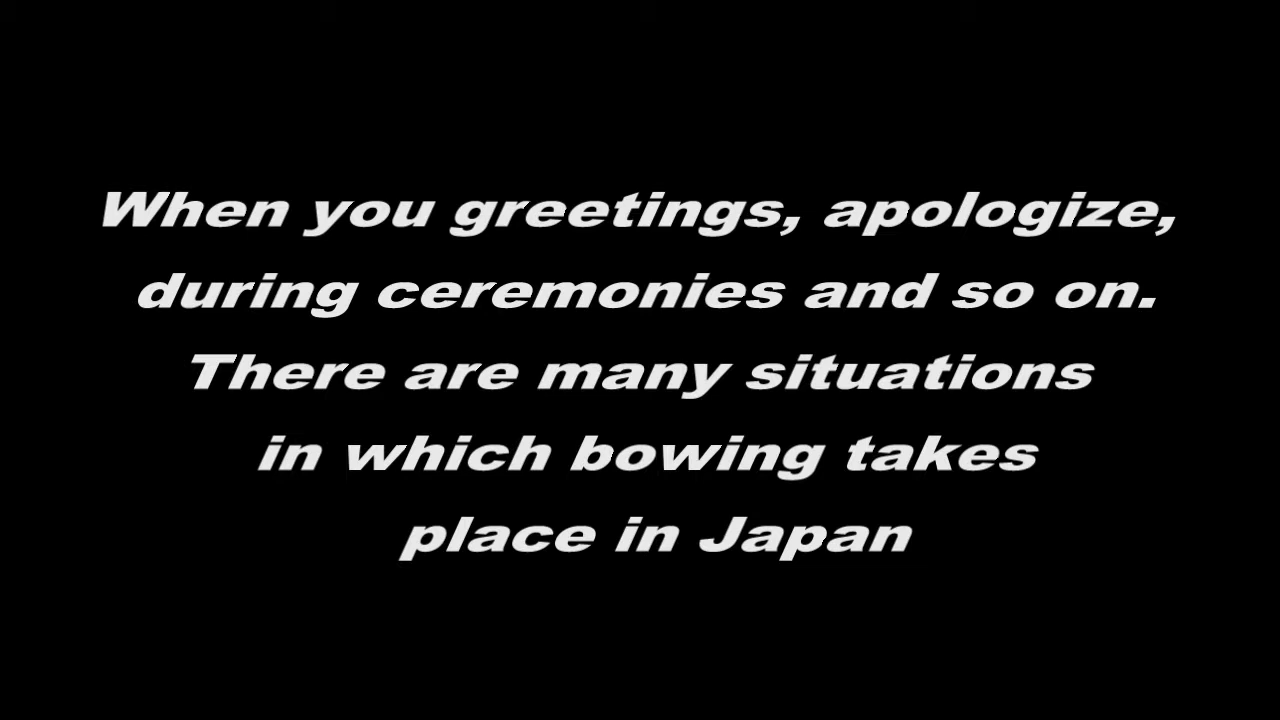 When you greetings, apologize,
during ceremonies and so on.
There are many situations
in which bowing takes
place in Japan